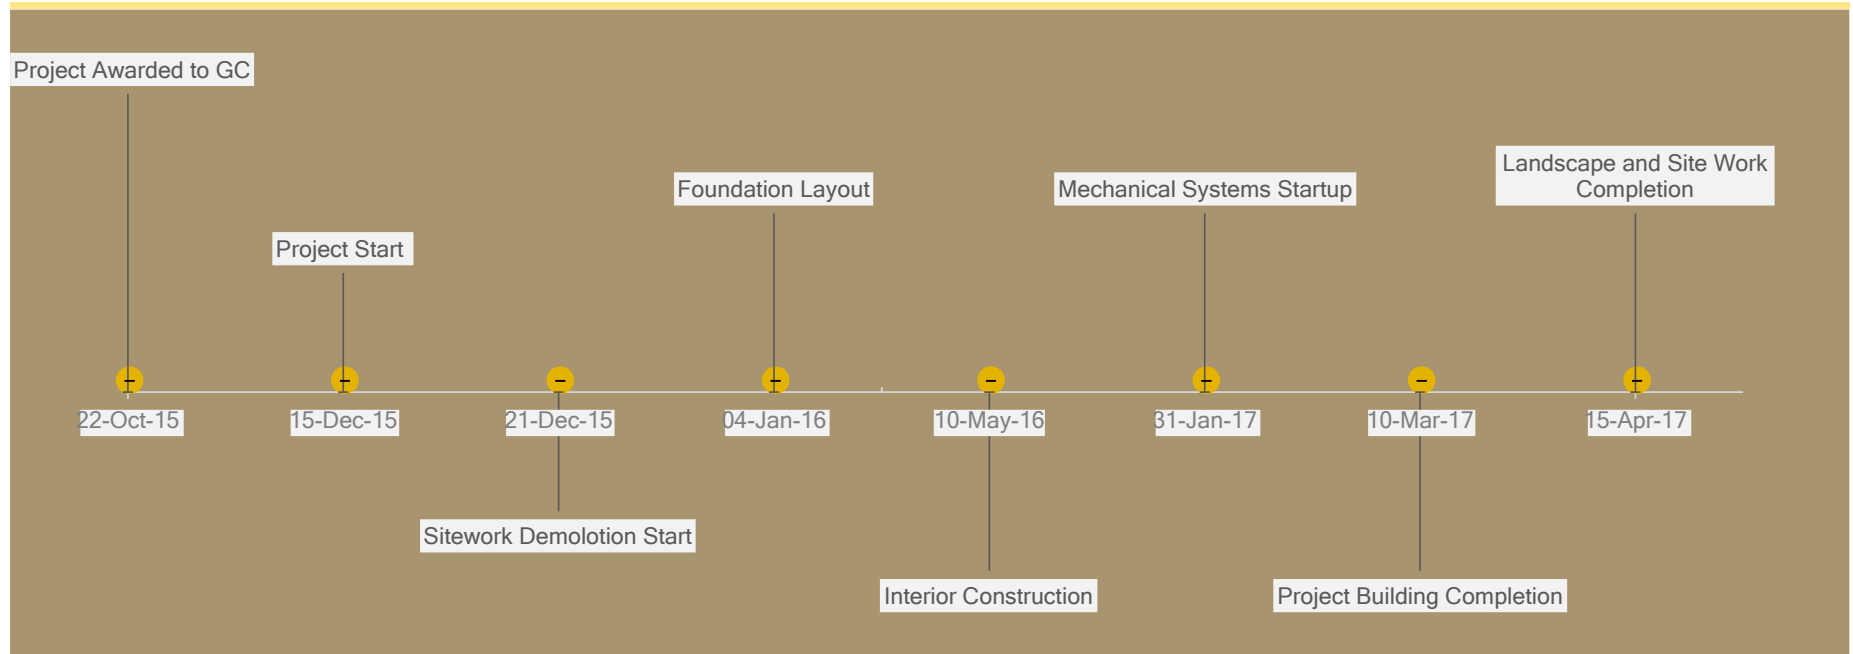 Project Awarded to GC
Landscape and Site Work
Completion
Foundation Layout
Mechanical Systems Startup
Project Start
22-Oct-15
15-Dec-15
21-Dec-15
04-Jan-16
10-May-16
31-Jan-17
10-Mar-17
15-Apr-17
Sitework Demolotion Start
Interior Construction
Project Building Completion